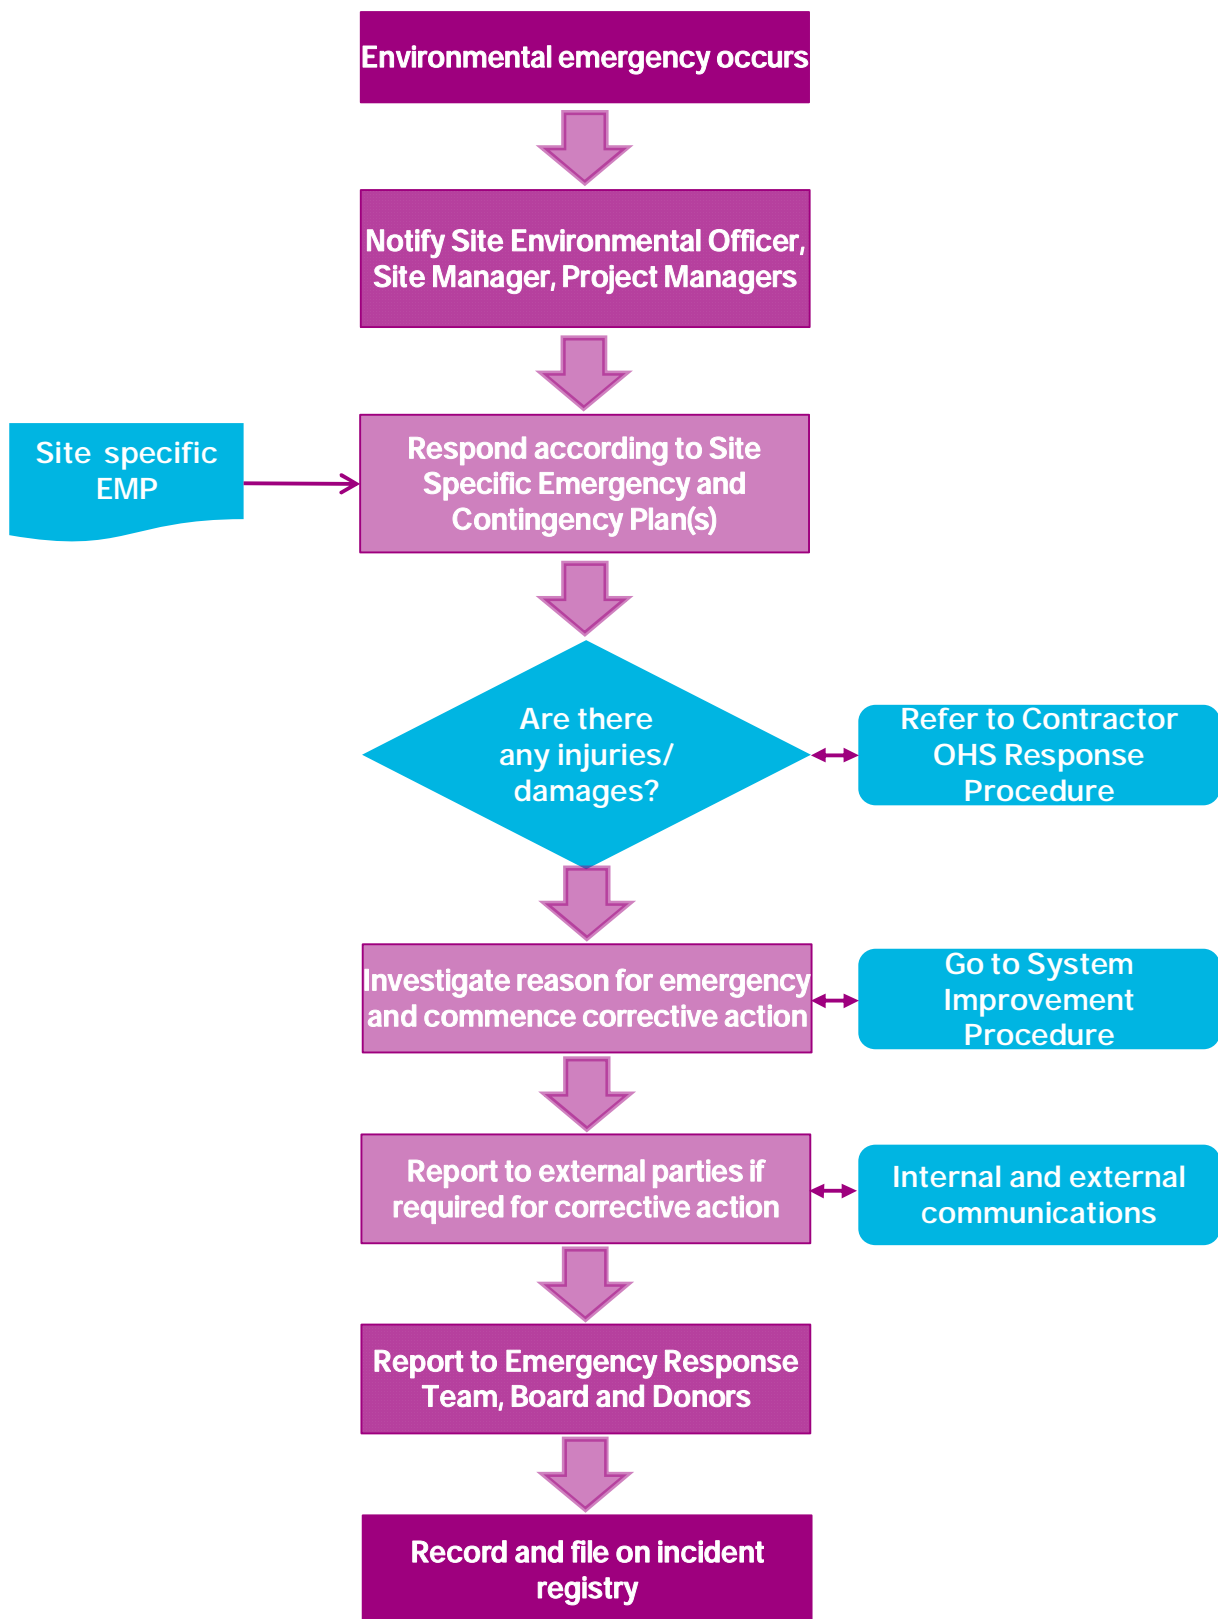 Environmental emergency occurs
Notify Site Environmental Officer,
Site Manager, Project Managers
Site specific
EMP
Respond according to Site
Specific Emergency and
Contingency Plan(s)
Are there
any injuries/
damages?
Refer to Contractor
OHS Response
Procedure
Investigate reason for emergency
and commence corrective action
Go to System
Improvement
Procedure
Report to external parties if
required for corrective action
Internal and external
communications
Report to Emergency Response
Team, Board and Donors
Record and file on incident
registry